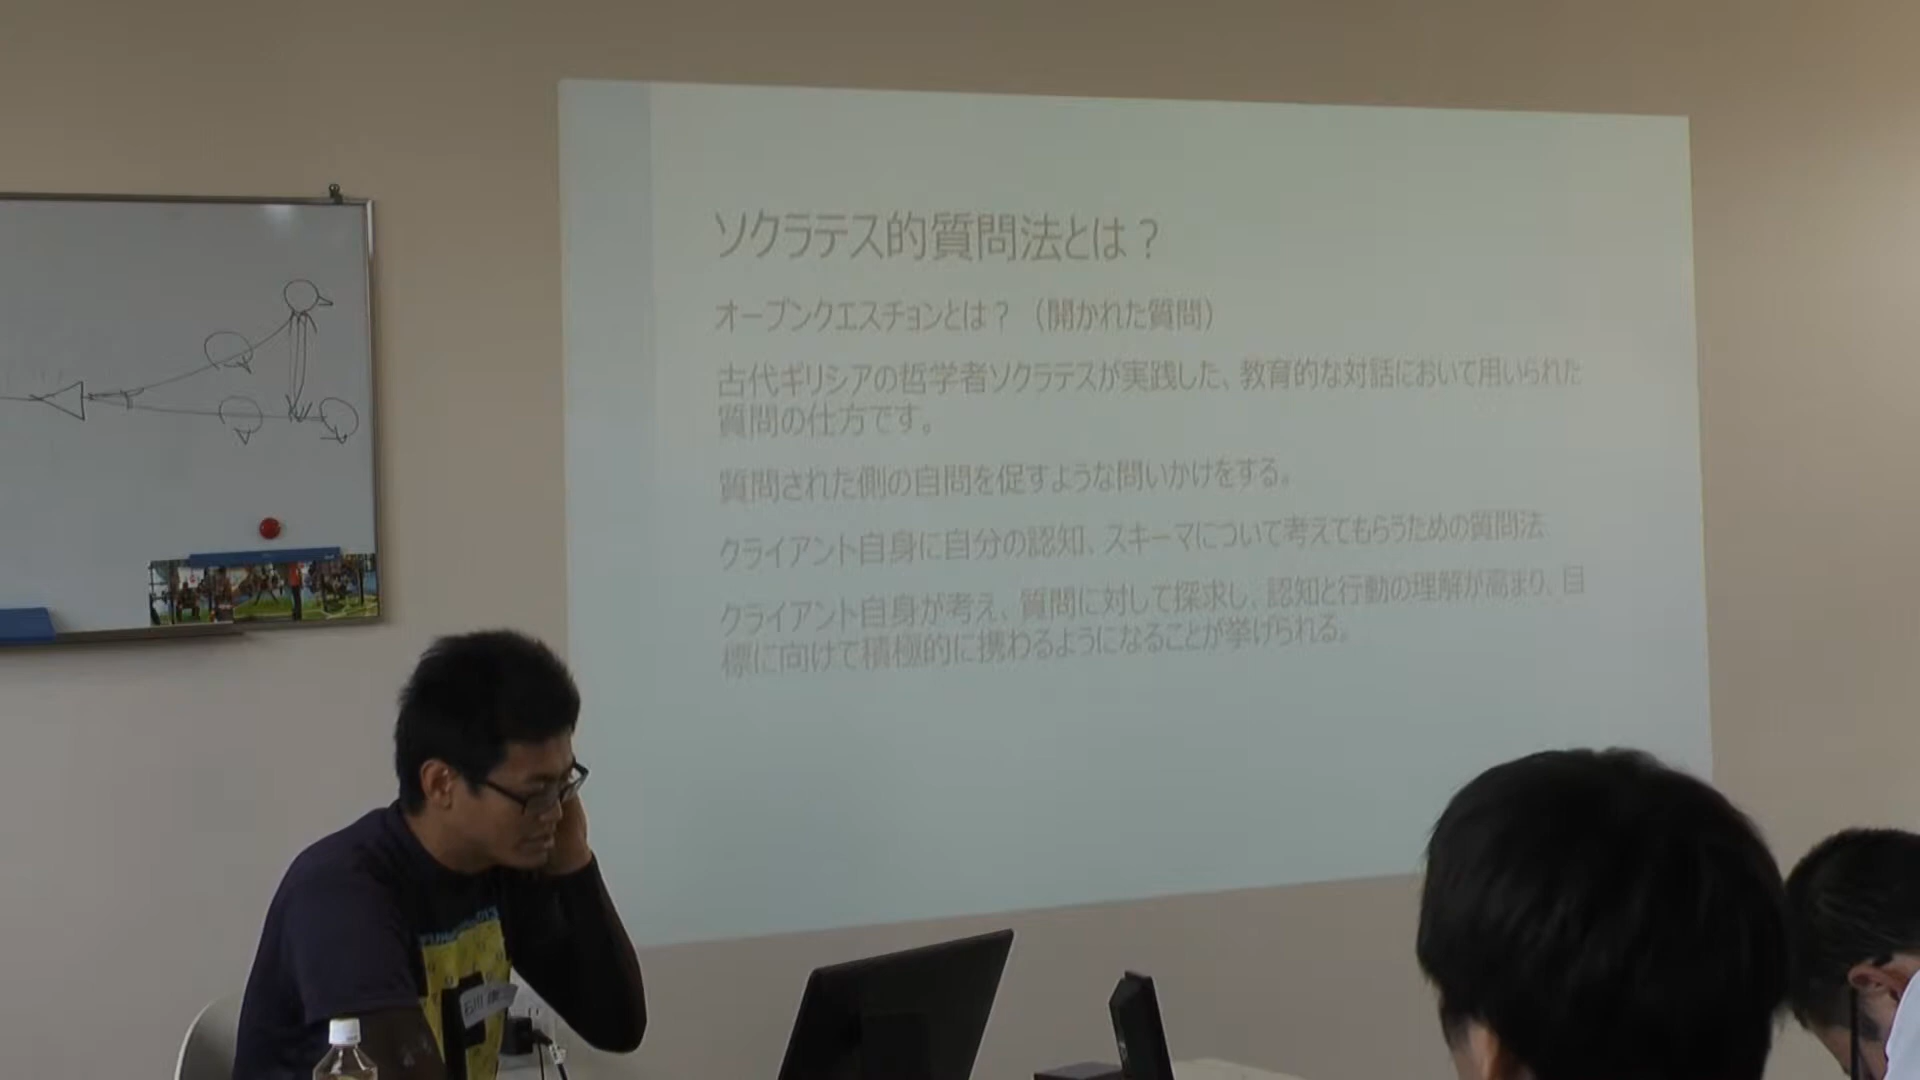 ソクラテス的質問法とは？
オープンクエスチョンとは？（開かれた質問）
古代ギリシアの哲学者ソクラテスが実践した、教育的な対話において用いられた
質問の仕方です。
質問された側の自問を促すような問いかけをする。
クライアント自身に自分の認知、スキーマについて考えてもらうための質問法
クライアント自身が考え、質問に対して探求し、認知と行動の理解が高まり、目
標に向けて積極的に携わるようになることが挙げられる。